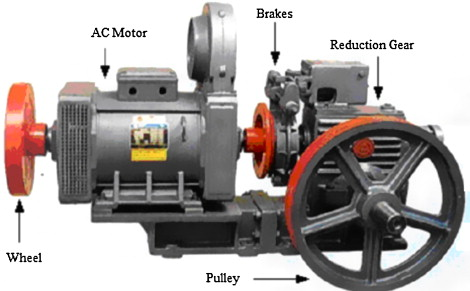 Brakes
AC Motor
Reduction Gear
Wheel
Pulley